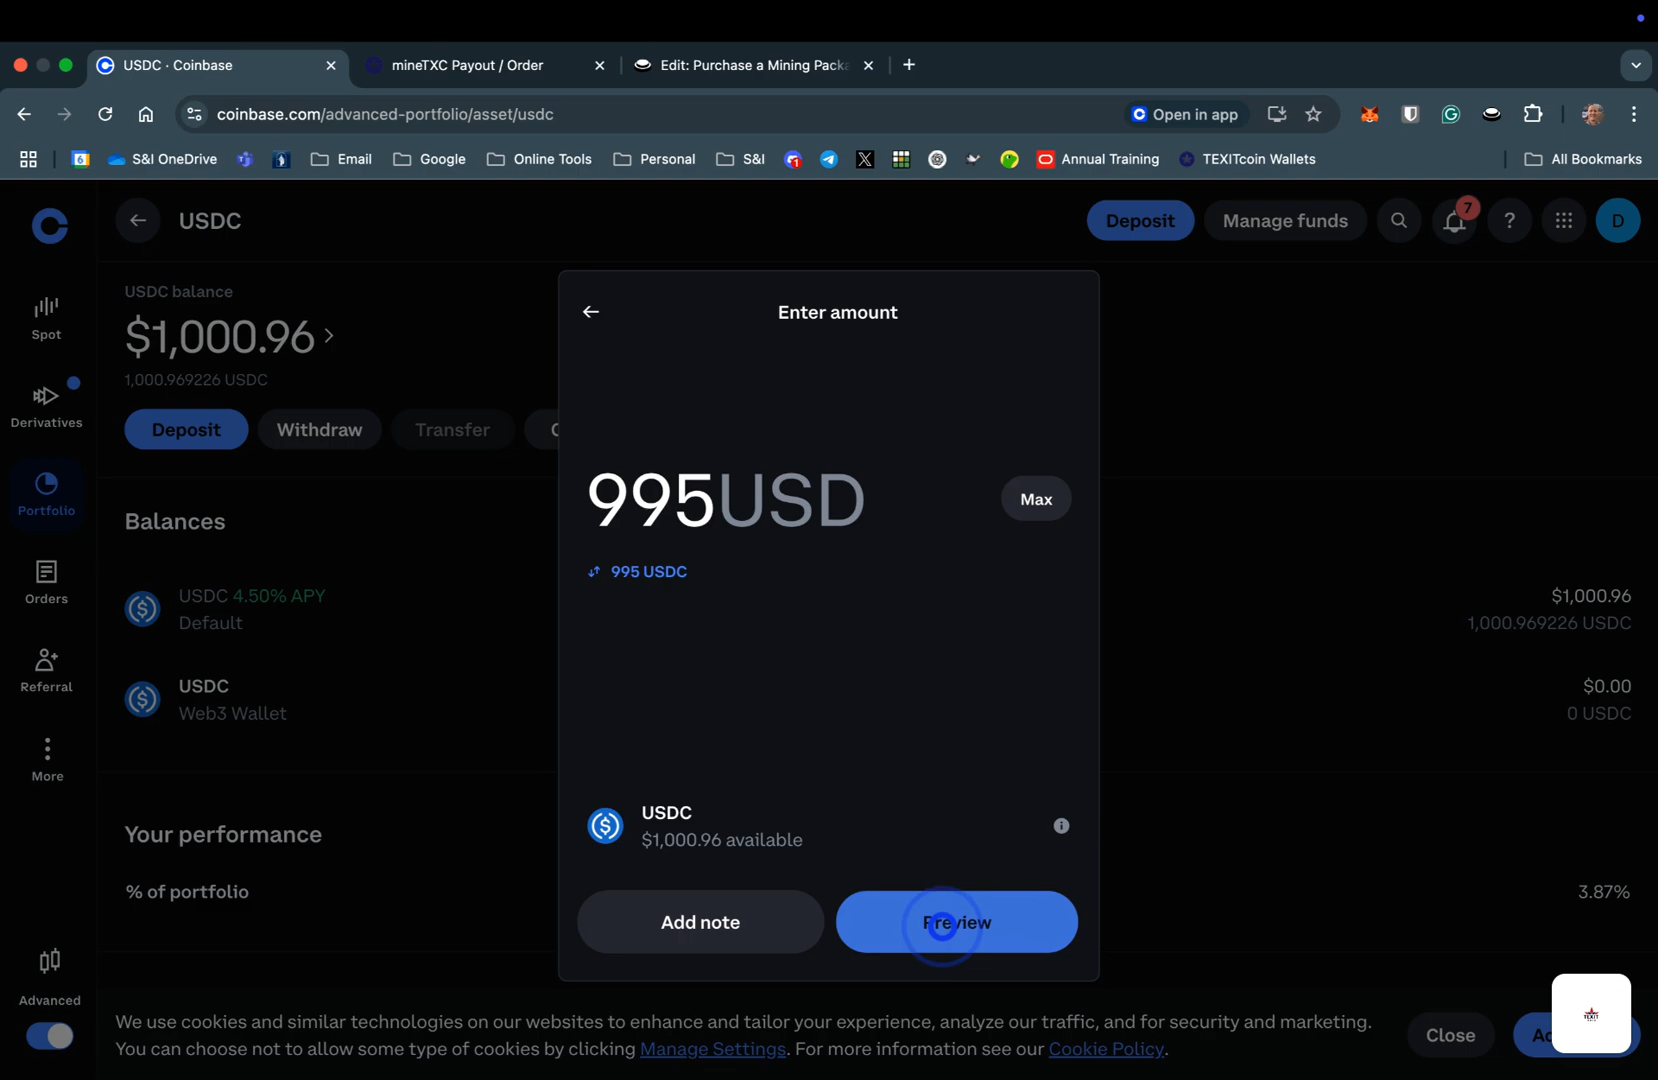 USDC · Coinbase
mineTXC Payout / Order
Edit: Purchase a Mining Packa
coinbase.com/advanced-portfolio/asset/usdc
Open in app
S&I OneDrive
Email
Google
Online Tools
Personal
S&I
Annual Training
TEXITcoin Wallets
All Bookmarks
USDC
Deposit
Manage funds
7
?
D
Spot
Derivatives
Portfolio
Orders
Referral
More
Advanced
USDC balance
$1,000.96
1,000.969226 USDC
Deposit
Withdraw
Transfer
Balances
USDC 4.50% APY
Default
$1,000.96
1,000.969226 USDC
USDC
Web3 Wallet
$0.00
0 USDC
Your performance
% of portfolio
3.87%
Enter amount
995USD
Max
995 USDC
USDC
$1,000.96 available
Add note
Preview
We use cookies and similar technologies on our websites to enhance and tailor your experience, analyze our traffic, and for security and marketing.
You can choose not to allow some type of cookies by clicking Manage Settings. For more information see our Cookie Policy.
Close
TEXIT